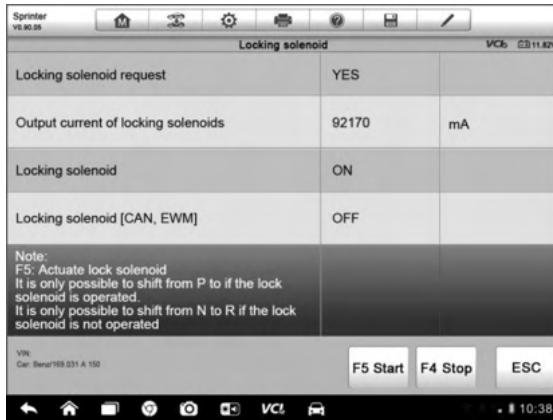 Sprinter
V0.90.05
Locking solenoid VCI 11.82V
Locking solenoid request YES
Output current of locking solenoids 92170 mA
Locking solenoid ON
Locking solenoid [CAN, EWM] OFF
Note:
F5: Actuate lock solenoid
It is only possible to shift from P to if the lock
solenoid is operated.
It is only possible to shift from N to R if the lock
solenoid is not operated
VIN:
Car: Benz/169.031 A 150
F5 Start F4 Stop ESC
VCI 10:38